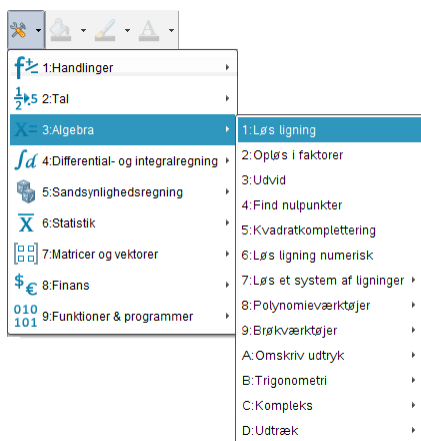 1:Handlinger
2:Tal
3:Algebra
4:Differential- og integralregning
5:Sandsynlighedsregning
6:Statistik
7:Matricer og vektorer
8:Finans
9:Funktioner & programmer
1:Løs ligning
2:Opløs i faktorer
3:Udvid
4:Find nulpunkter
5:Kvadratkomplettering
6:Løs ligning numerisk
7:Løs et system af ligninger
8:Polynomieværktøjer
9:Brøkværktøjer
A:Omskriv udtryk
B:Trigonometri
C:Kompleks
D:Udtræk